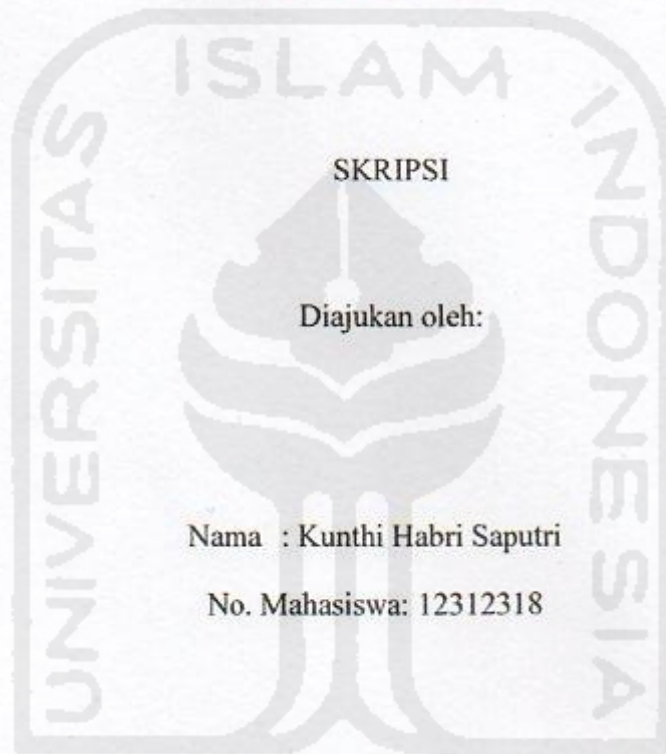 UNIVERSITAS
ISLAM
INDONESIA
SKRIPSI
Diajukan oleh:
Nama : Kunthi Habri Saputri
No. Mahasiswa: 12312318